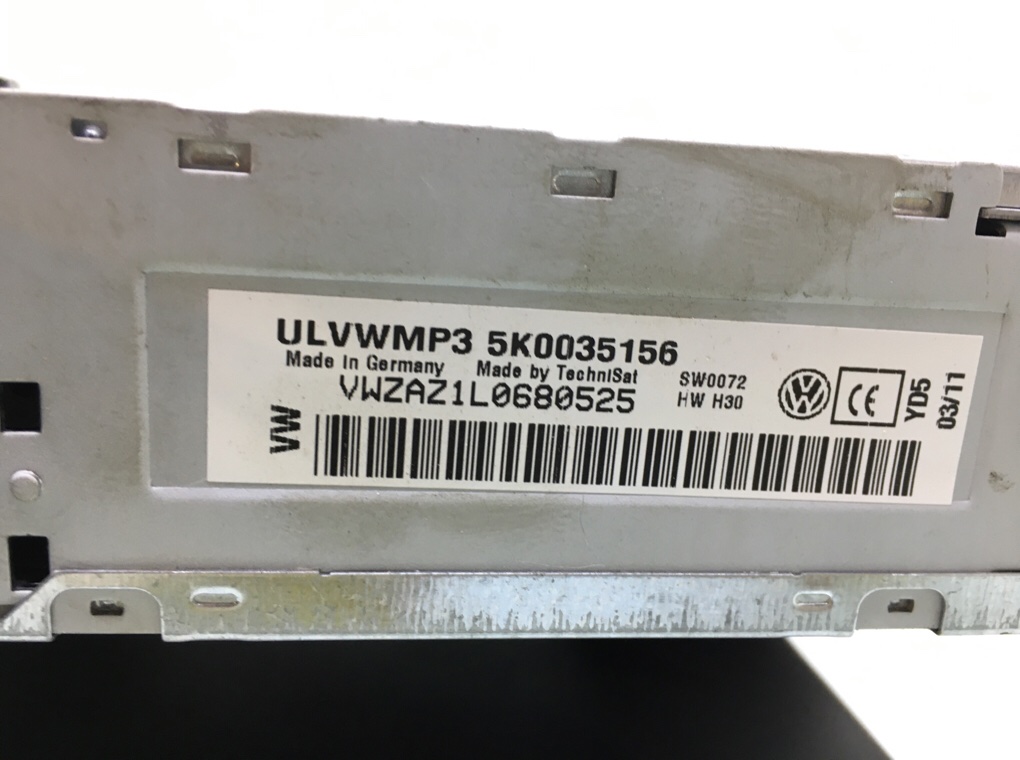 ULVWMP3 5K0035156
Made in Germany Made by TechniSat
SW0072
VWZAZ1L0680525
HW H30
VW
CE
YD5
03/11